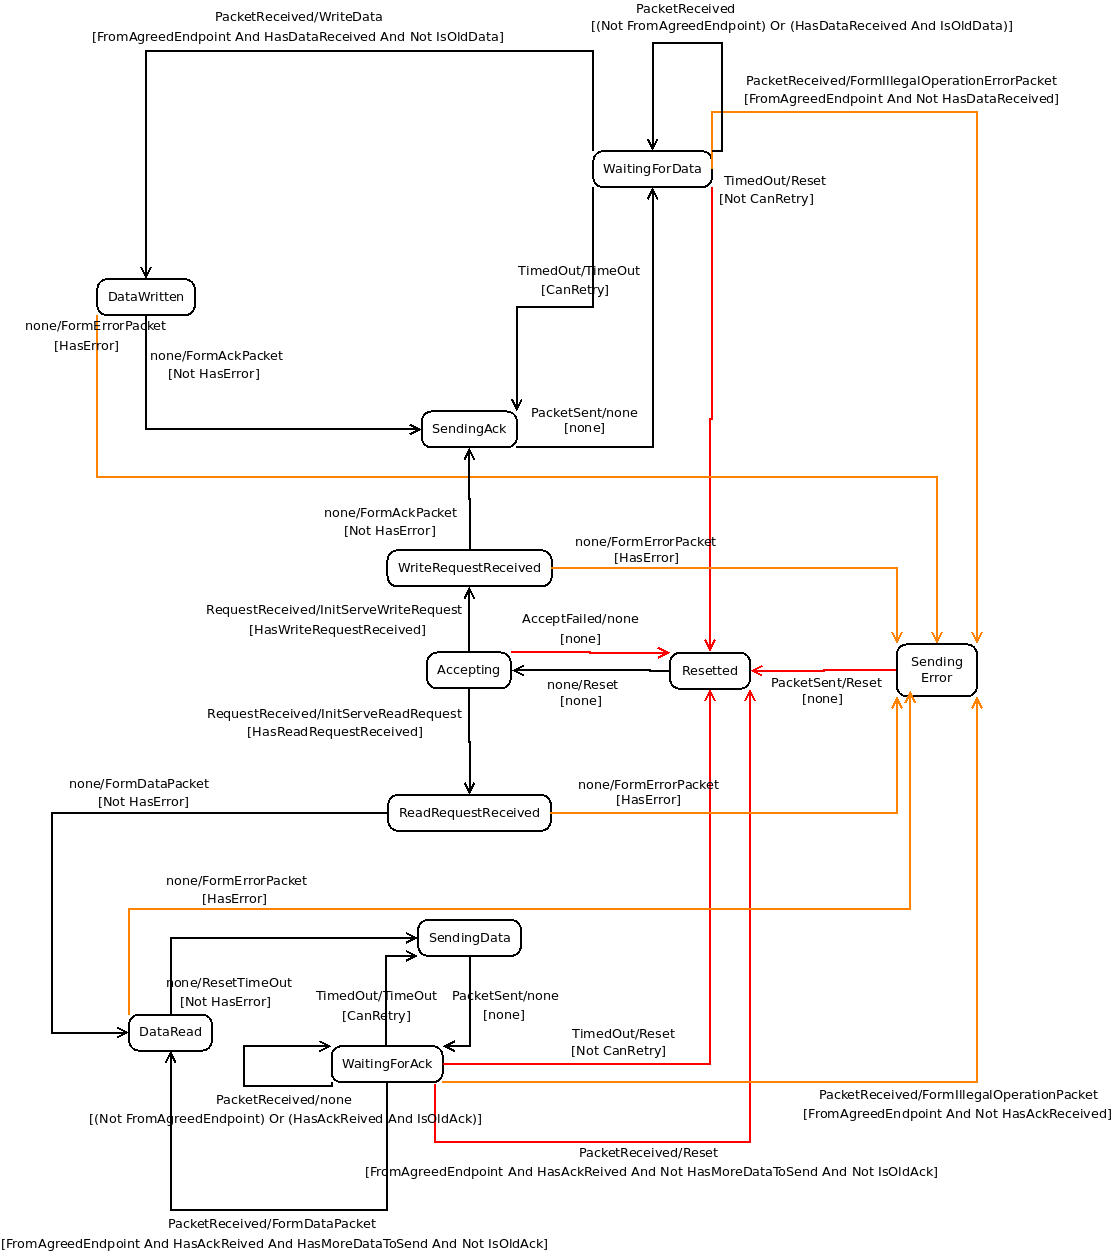 PacketReceived/WriteData
[FromAgreedEndpoint And HasDataReceived And Not IsOldData]
PacketReceived
[(Not FromAgreedEndpoint) Or (HasDataReceived And IsOldData)]
PacketReceived/FormIllegalOperationErrorPacket
[FromAgreedEndpoint And Not HasDataReceived]
WaitingForData
TimedOut/Reset
[Not CanRetry]
TimedOut/TimeOut
[CanRetry]
DataWritten
none/FormErrorPacket
[HasError]
none/FormAckPacket
[Not HasError]
PacketSent/none
[none]
SendingAck
none/FormAckPacket
[Not HasError]
none/FormErrorPacket
[HasError]
WriteRequestReceived
RequestReceived/InitServeWriteRequest
[HasWriteRequestReceived]
AcceptFailed/none
[none]
Accepting
Resetted
Sending
Error
none/Reset
[none]
PacketSent/Reset
[none]
RequestReceived/InitServeReadRequest
[HasReadRequestReceived]
none/FormDataPacket
[Not HasError]
none/FormErrorPacket
[HasError]
ReadRequestReceived
none/FormErrorPacket
[HasError]
SendingData
none/ResetTimeOut
[Not HasError]
TimedOut/TimeOut
[CanRetry]
PacketSent/none
[none]
DataRead
TimedOut/Reset
[Not CanRetry]
WaitingForAck
PacketReceived/none
[(Not FromAgreedEndpoint) Or (HasAckReived And IsOldAck)]
PacketReceived/FormIllegalOperationPacket
[FromAgreedEndpoint And Not HasAckReceived]
PacketReceived/Reset
[FromAgreedEndpoint And HasAckReived And Not HasMoreDataToSend And Not IsOldAck]
PacketReceived/FormDataPacket
[FromAgreedEndpoint And HasAckReived And HasMoreDataToSend And Not IsOldAck]